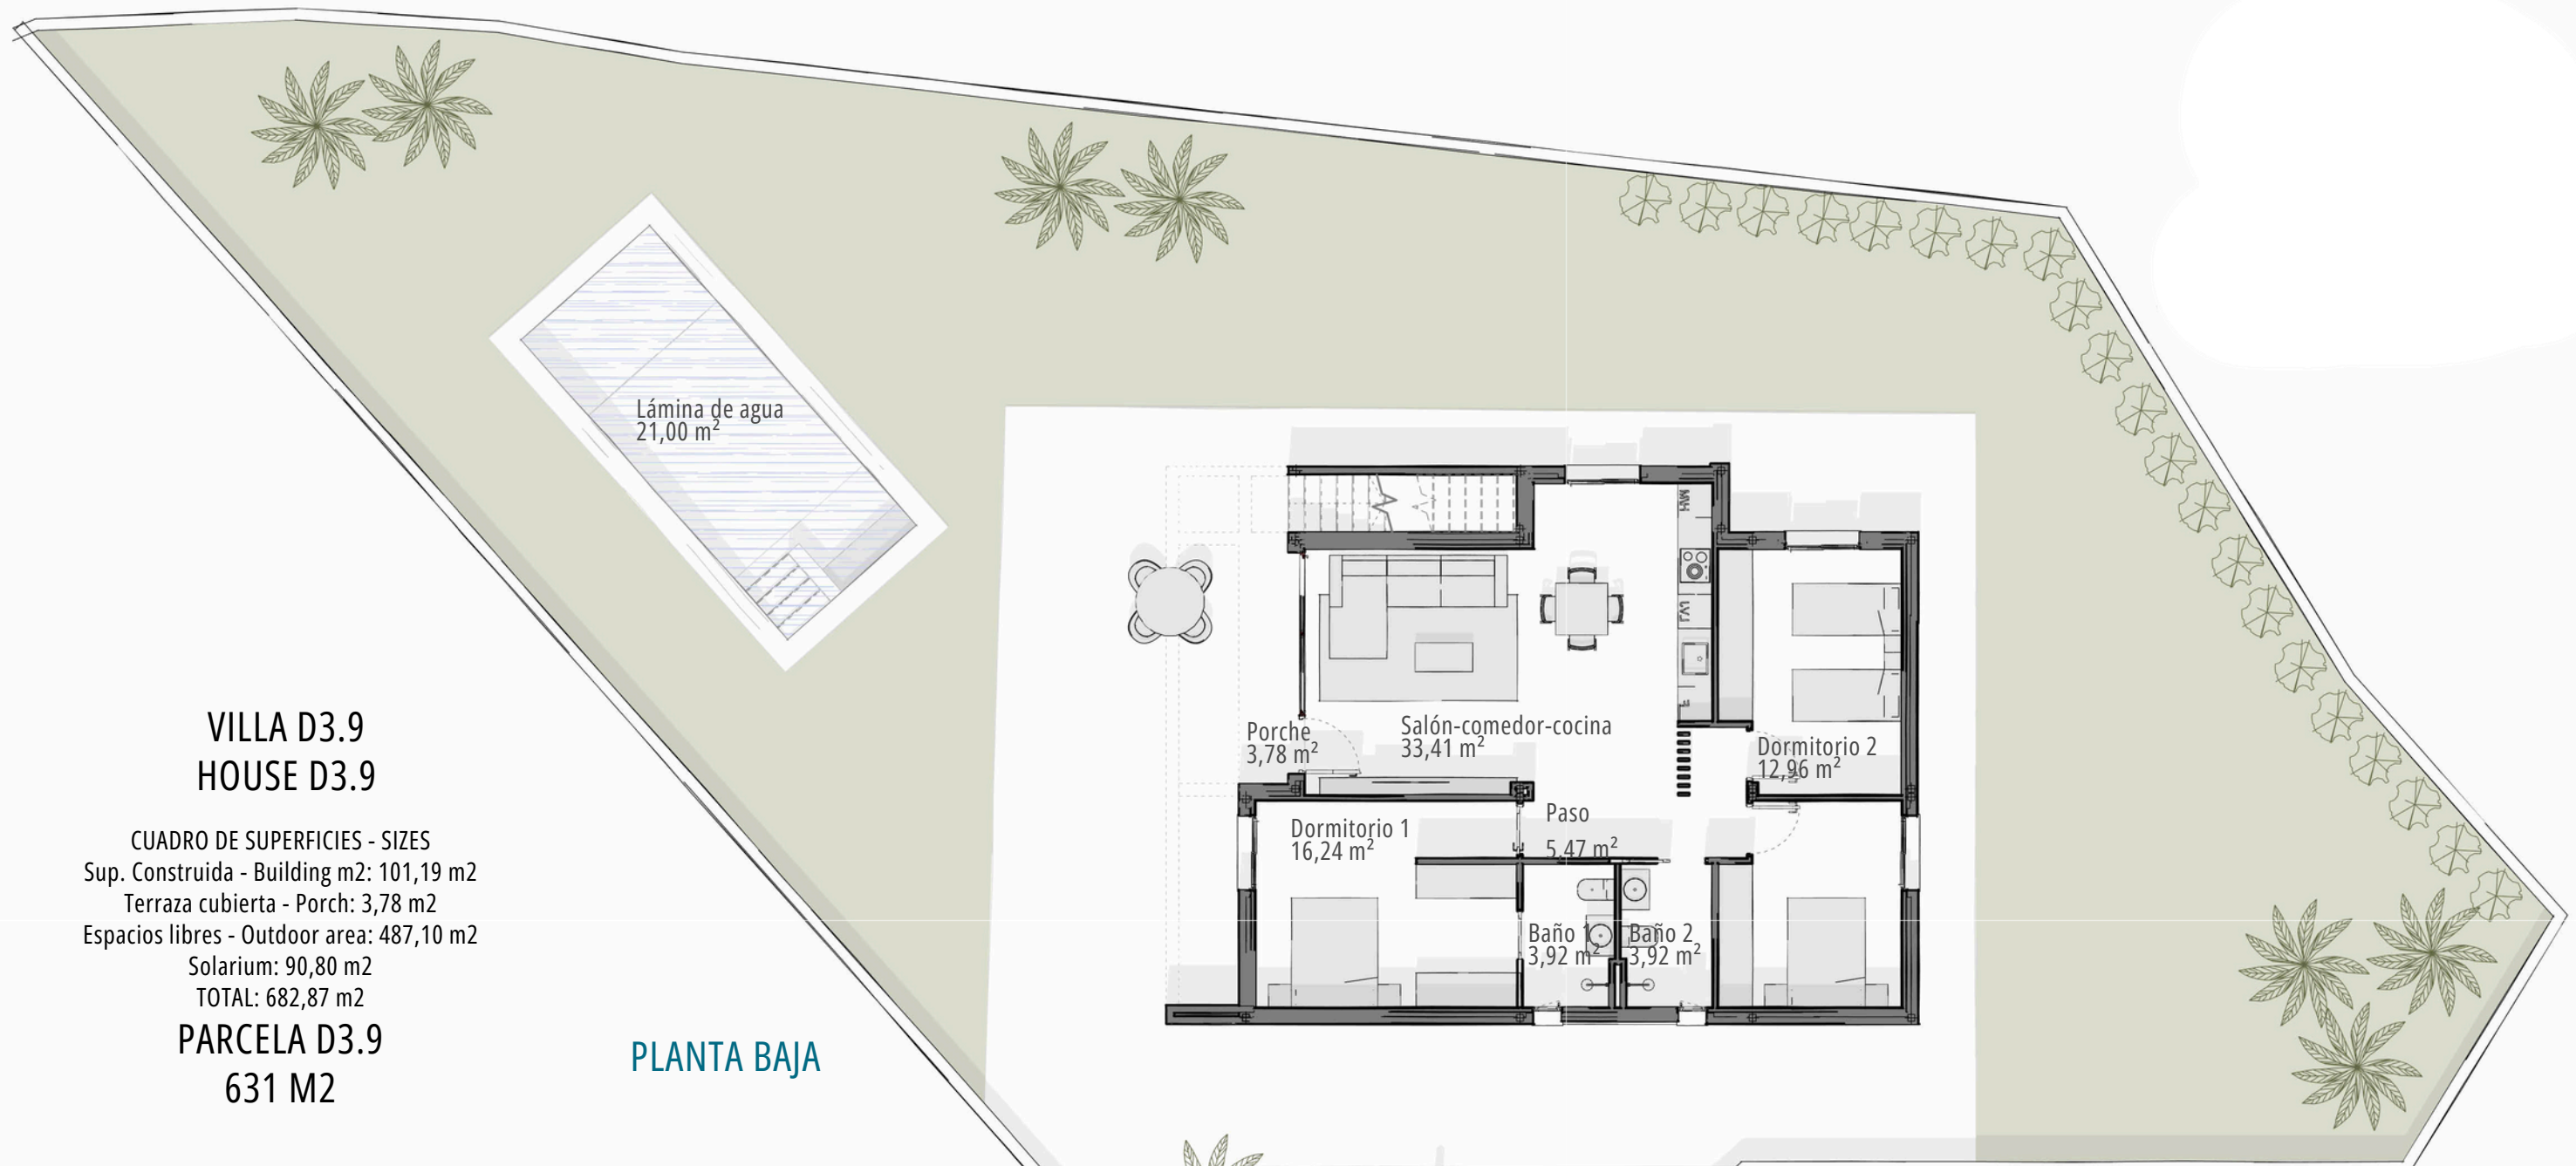 Lámina de agua
21,00 m²
MH
LVJ
F
Porche
3,78 m²
Salón-comedor-cocina
33,41 m²
Dormitorio 2
12,96 m²
Paso
5,47 m²
Dormitorio 1
16,24 m²
Baño 1
3,92 m²
Baño 2
3,92 m²
VILLA D3.9
HOUSE D3.9
CUADRO DE SUPERFICIES - SIZES
Sup. Construida - Building m2: 101,19 m2
Terraza cubierta - Porch: 3,78 m2
Espacios libres - Outdoor area: 487,10 m2
Solarium: 90,80 m2
TOTAL: 682,87 m2
PARCELA D3.9
631 M2
PLANTA BAJA